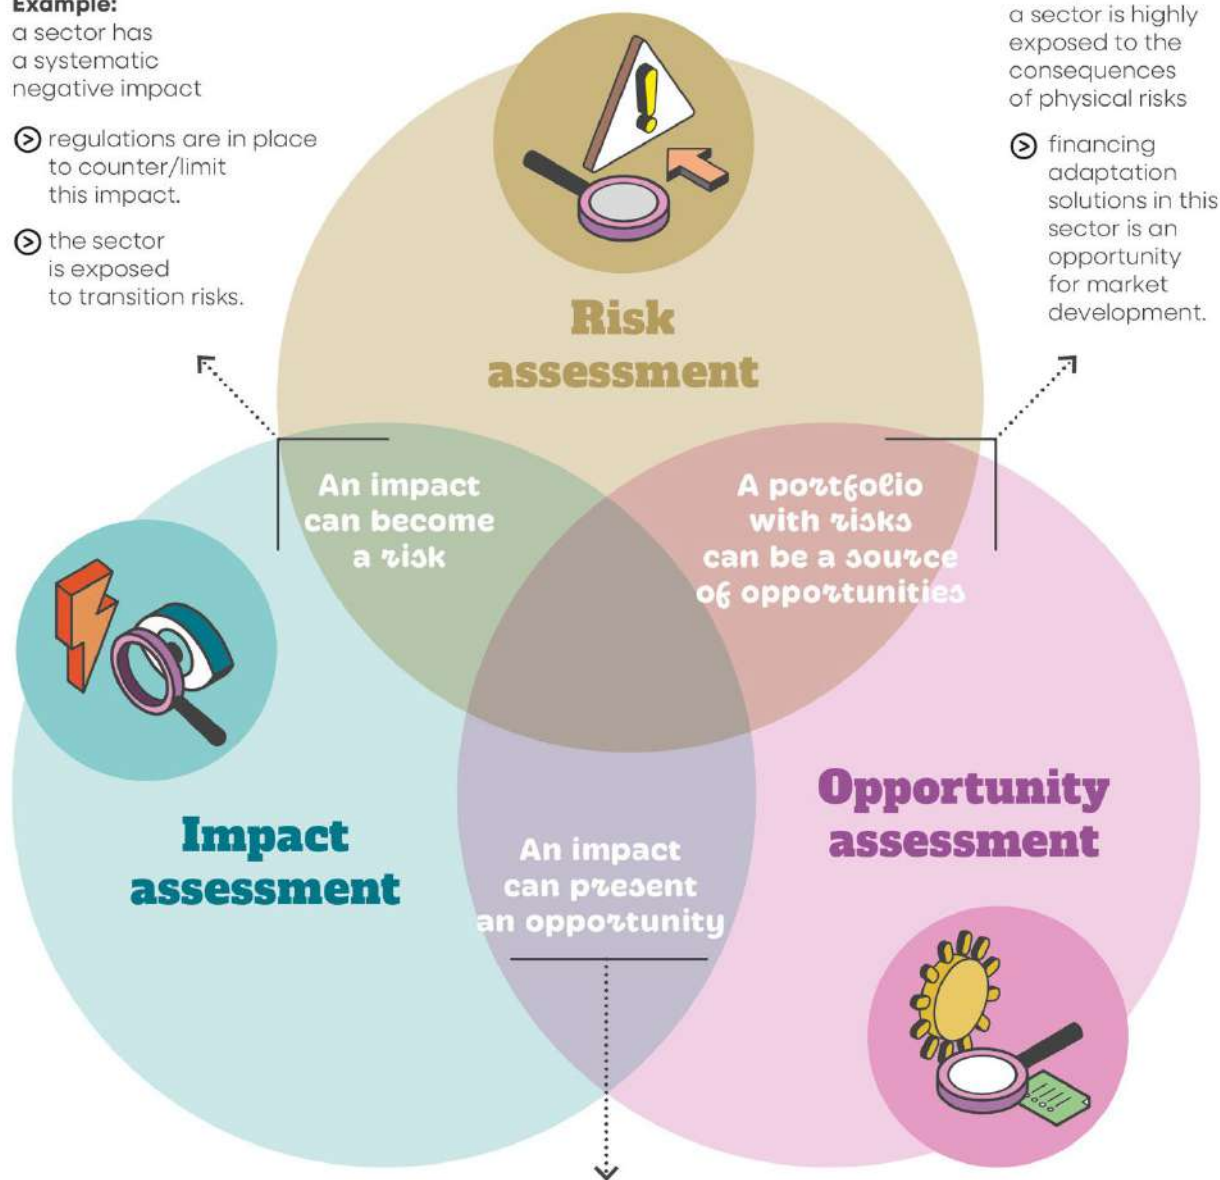 Example:
a sector has
a systematic
negative impact
regulations are in place
to counter/limit
this impact.
the sector
is exposed
to transition risks.
a sector is highly
exposed to the
consequences
of physical risks
financing
adaptation
solutions in this
sector is an
opportunity
for market
development.
Risk
assessment
An impact
can become
a risk
A portfolio
with risks
can be a source
of opportunities
Impact
assessment
Opportunity
assessment
An impact
can present
an opportunity